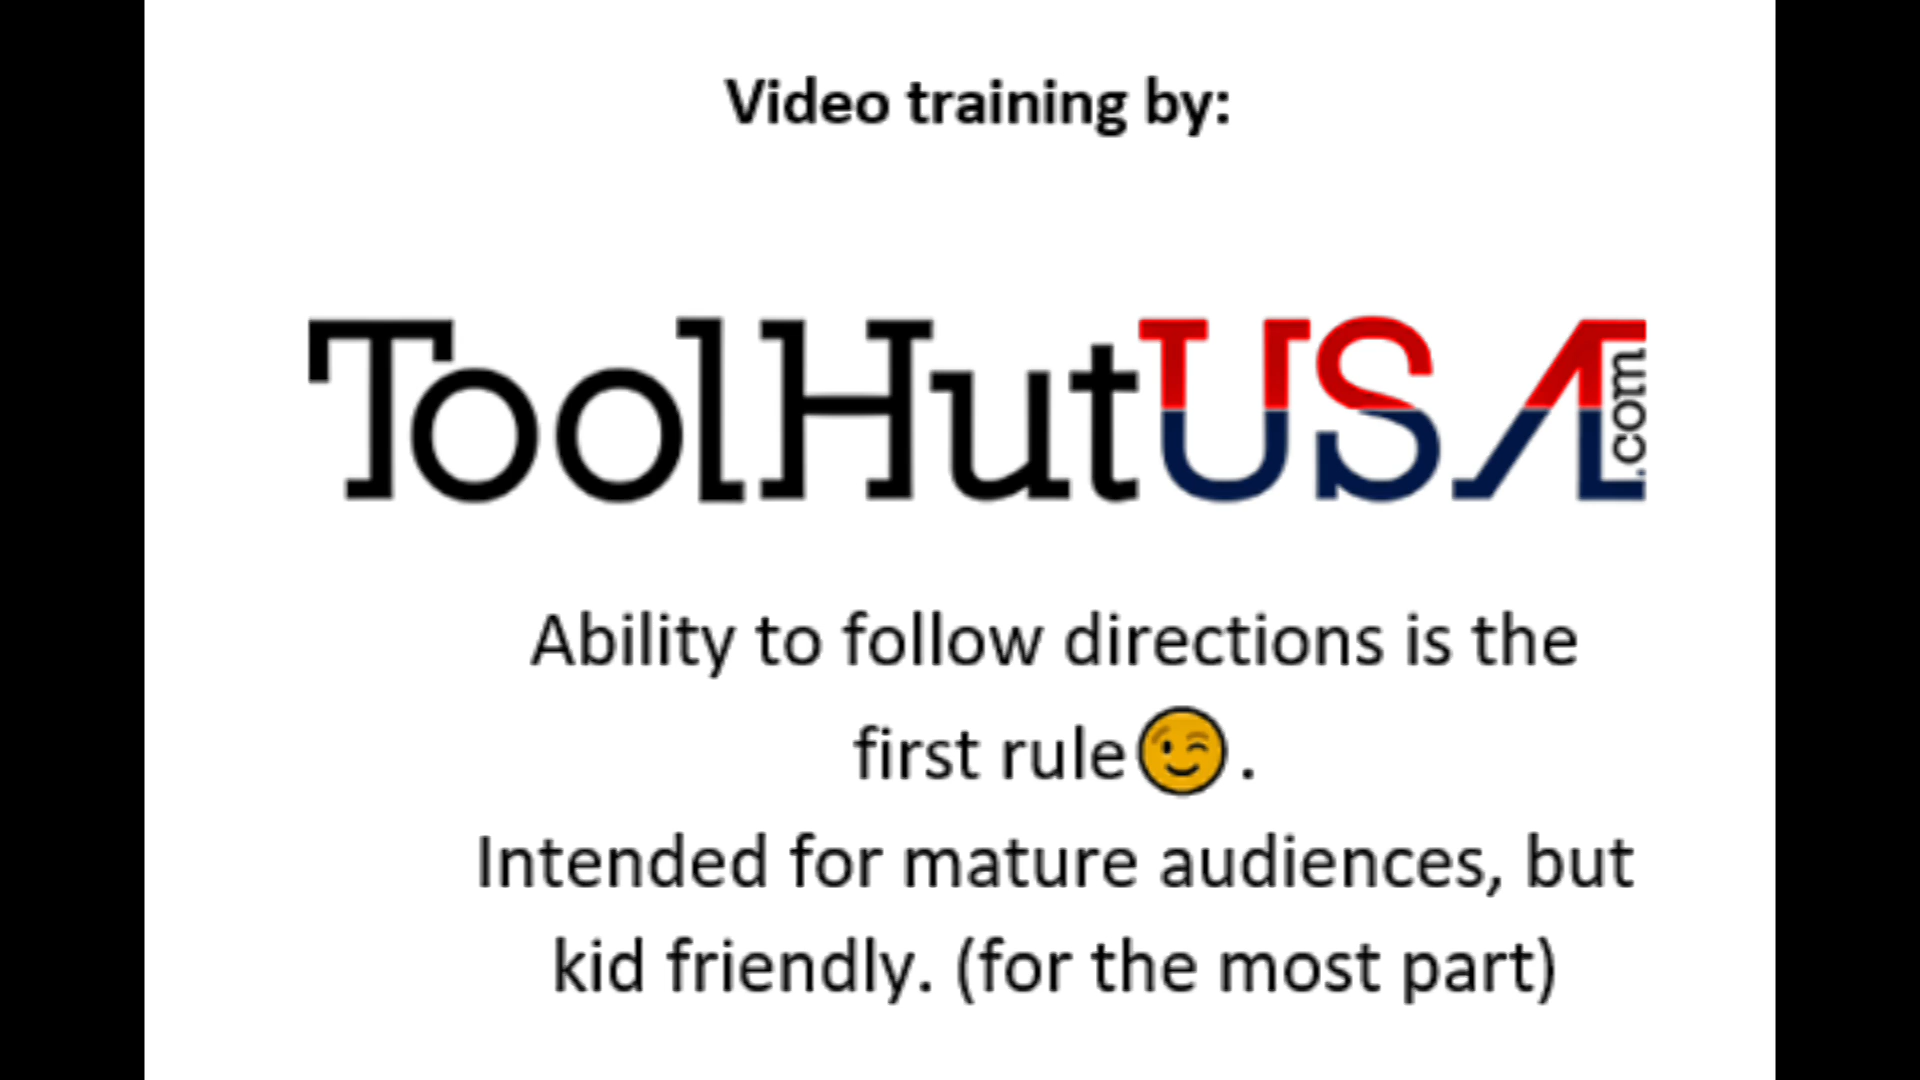 Video training by:
ToolHutUSA.com
Ability to follow directions is the
first rule😉.
Intended for mature audiences, but
kid friendly. (for the most part)